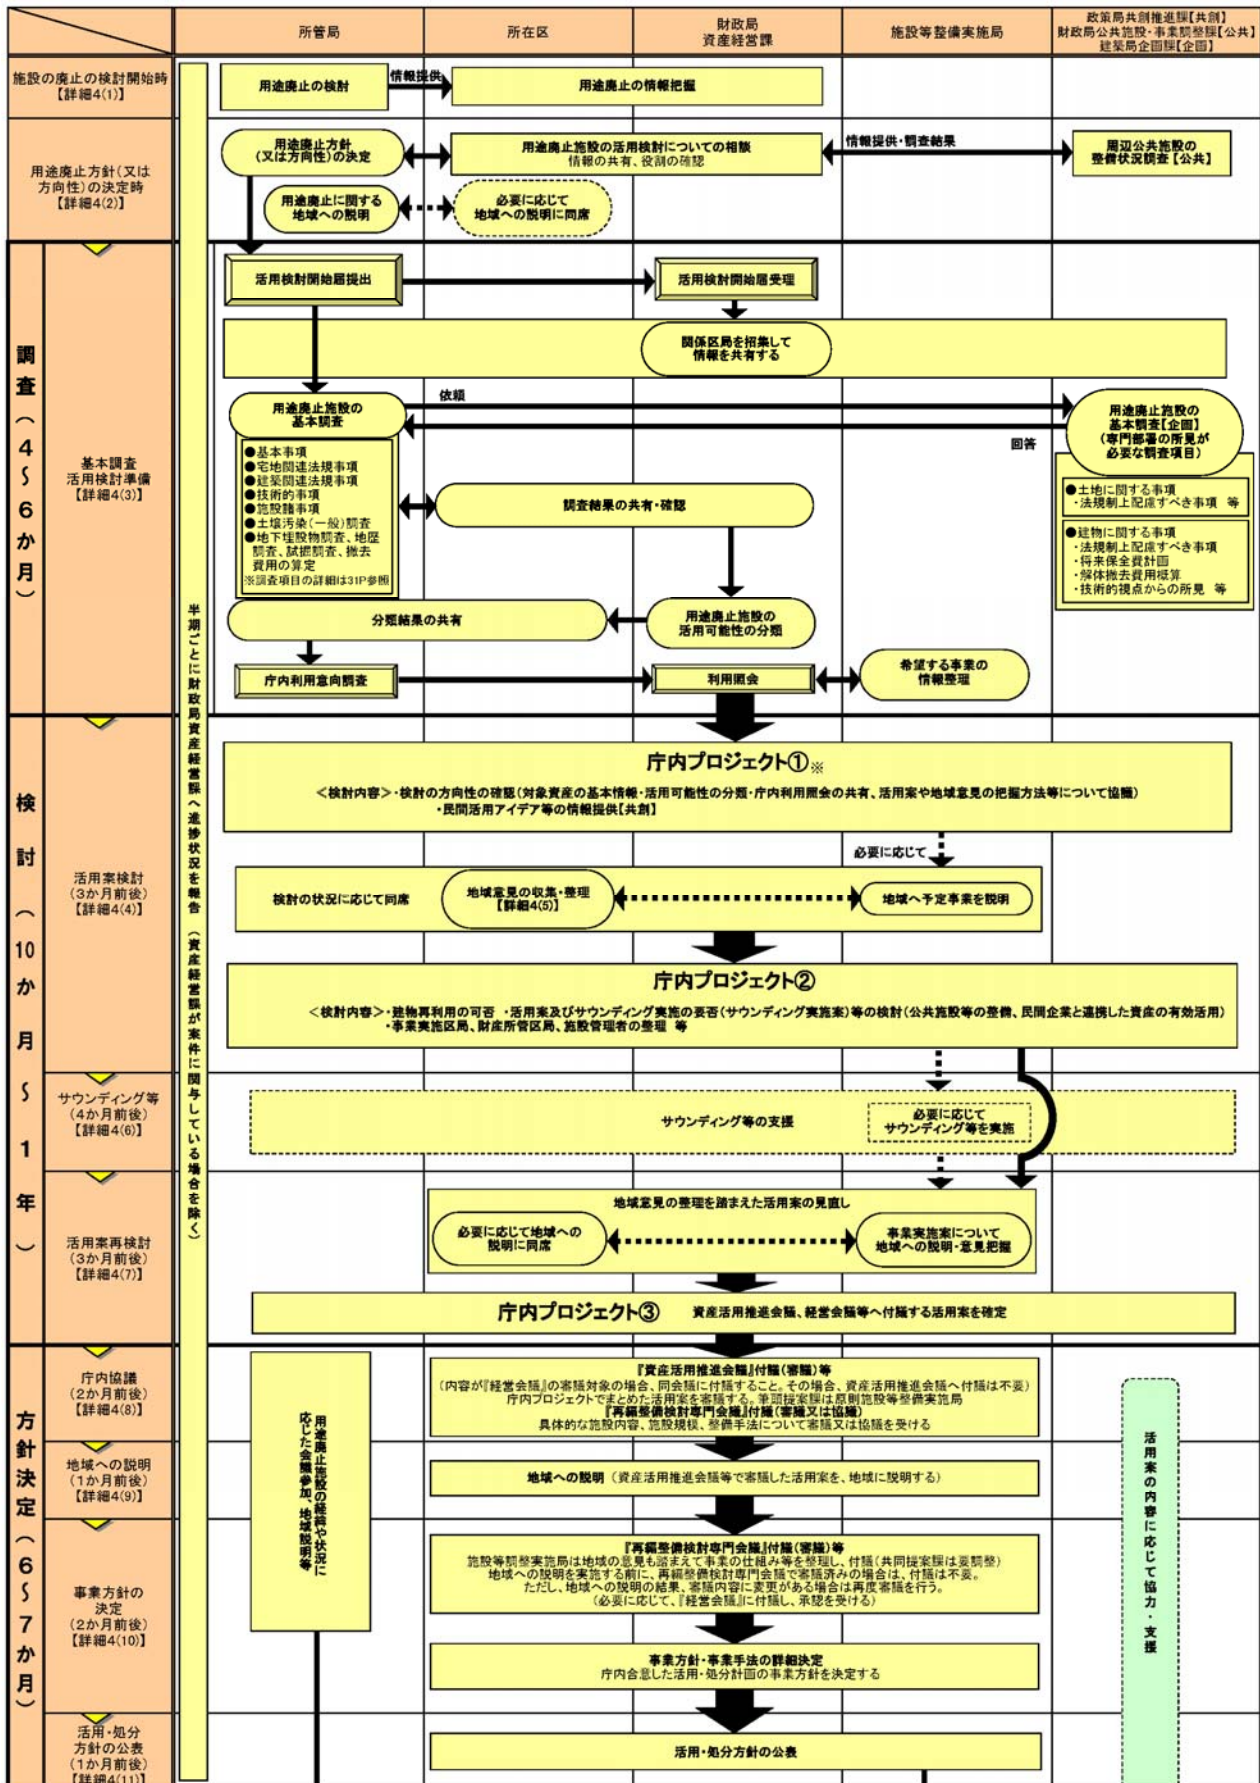 所管局
所在区
財政局
資産経営課
施設等整備実施局
政策局共創推進課【共創】
財政局公共施設・事業調整課【公共】
建築局企画課【企画】
施設の廃止の検討開始時
【詳細4(1)】
用途廃止の検討
情報提供
用途廃止の情報把握
用途廃止方針(又は
方向性)の決定時
【詳細4(2)】
用途廃止方針
(又は方向性)の決定
用途廃止施設の活用検討についての相談
情報の共有、役割の確認
情報提供・調査結果
周辺公共施設の
整備状況調査【公共】
用途廃止に関する
地域への説明
必要に応じて
地域への説明に同席
調査(4~6か月)
基本調査
活用検討準備
【詳細4(3)】
活用検討開始届提出
活用検討開始届受理
関係区局を招集して
情報を共有する
依頼
用途廃止施設の
基本調査
●基本事項
●宅地関連法規事項
●建築関連法規事項
●技術的事項
●施設諸事項
●土壌汚染(一般)調査
●地下埋設物調査、地歴
調査、試掘調査、撤去
費用の算定
※調査項目の詳細は31P参照
回答
用途廃止施設の
基本調査【企画】
(専門部署の所見が
必要な調査項目)
●土地に関する事項
・法規制上配慮すべき事項 等
●建物に関する事項
・法規制上配慮すべき事項
・将来保全費計画
・解体撤去費用概算
・技術的視点からの所見 等
調査結果の共有・確認
分類結果の共有
用途廃止施設の
活用可能性の分類
庁内利用意向調査
利用照会
希望する事業の
情報整理
半期ごとに財政局資産経営課へ進捗状況を報告(資産経営課が案件に関与している場合を除く)
検討(10か月~1年)
活用案検討
(3か月前後)
【詳細4(4)】
庁内プロジェクト①※
<検討内容>・検討の方向性の確認(対象資産の基本情報・活用可能性の分類・庁内利用照会の共有、活用案や地域意見の把握方法等について協議)
・民間活用アイデア等の情報提供【共創】
必要に応じて
検討の状況に応じて同席
地域意見の収集・整理
【詳細4(5)】
地域へ予定事業を説明
庁内プロジェクト②
<検討内容>・建物再利用の可否 ・活用案及びサウンディング実施の要否(サウンディング実施案)等の検討(公共施設等の整備、民間企業と連携した資産の有効活用)
・事業実施区局、財産所管区局、施設管理者の整理 等
サウンディング等
(4か月前後)
【詳細4(6)】
サウンディング等の支援
必要に応じて
サウンディング等を実施
活用案再検討
(3か月前後)
【詳細4(7)】
地域意見の整理を踏まえた活用案の見直し
必要に応じて地域への
説明に同席
事業実施案について
地域への説明・意見把握
庁内プロジェクト③ 資産活用推進会議、経営会議等へ付議する活用案を確定
方針決定(6~7か月)
庁内協議
(2か月前後)
【詳細4(8)】
用途廃止施設の経緯や状況に
応じた会議参加、地域説明等
『資産活用推進会議』付議(審議)等
(内容が『経営会議』の審議対象の場合、同会議に付議すること。その場合、資産活用推進会議へ付議は不要)
庁内プロジェクトでまとめた活用案を審議する。筆頭提案課は原則施設等整備実施局
『再編整備検討専門会議』付議(審議又は協議)
具体的な施設内容、施設規模、整備手法について審議又は協議を受ける
地域への説明
(1か月前後)
【詳細4(9)】
地域への説明(資産活用推進会議等で審議した活用案を、地域に説明する)
事業方針の
決定
(2か月前後)
【詳細4(10)】
『再編整備検討専門会議』付議(審議)等
施設等調整実施局は地域の意見も踏まえて事業の仕組み等を整理し、付議(共同提案課は要調整)
地域への説明を実施する前に、再編整備検討専門会議で審議済みの場合は、付議は不要。
ただし、地域への説明の結果、審議内容に変更がある場合は再度審議を行う。
(必要に応じて、『経営会議』に付議し、承認を受ける)
事業方針・事業手法の詳細決定
庁内合意した活用・処分計画の事業方針を決定する
活用・処分
方針の公表
(1か月前後)
【詳細4(11)】
活用・処分方針の公表
活用案の内容に応じて協力・支援